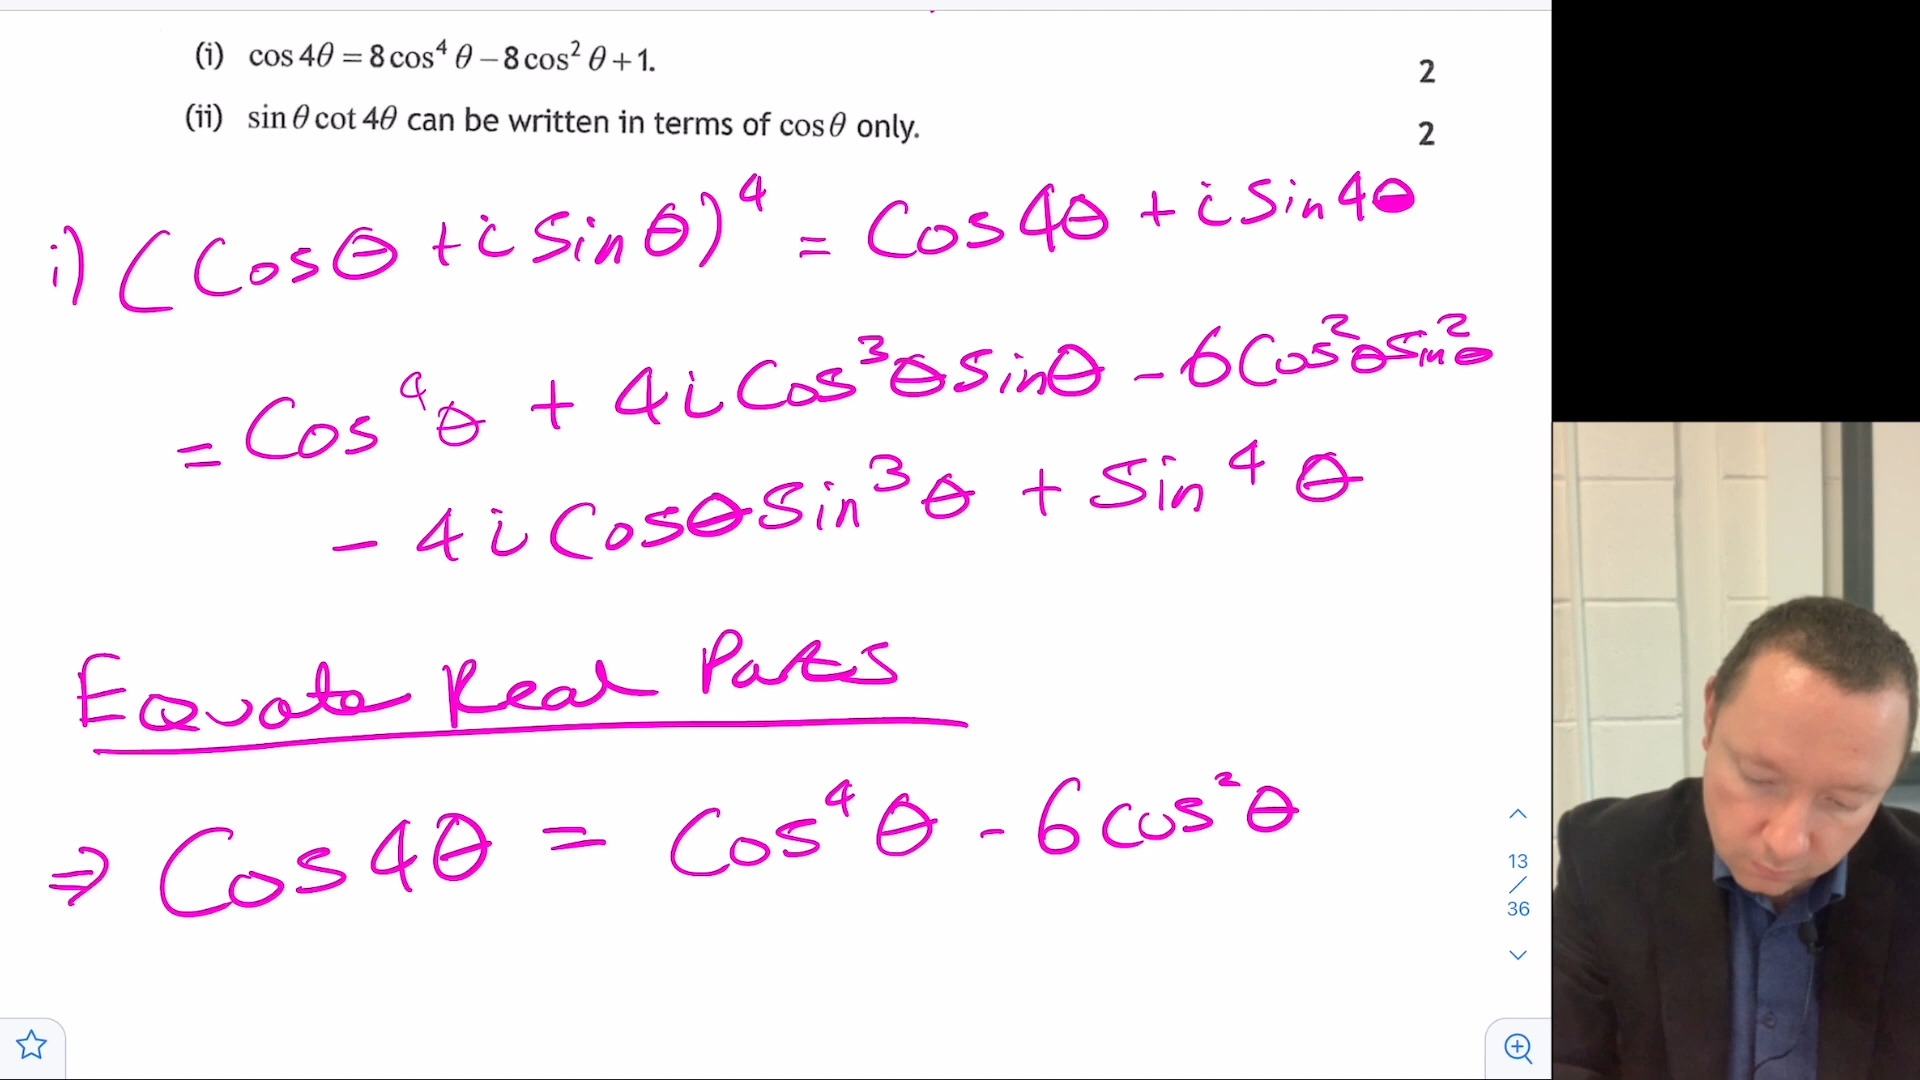 (i) cos 4θ = 8 cos⁴ θ – 8 cos² θ + 1.
2
(ii) sin θ cot 4θ can be written in terms of cos θ only.
2
i) (Cosθ + i Sinθ)⁴ = Cos4θ + i Sin4θ
= Cos⁴θ + 4i Cos³θ Sinθ – 6Cos²θ Sin²θ
– 4i Cosθ Sin³θ + Sin⁴θ
Equate Real Parts
⇒ Cos4θ = Cos⁴θ – 6cos²θ
13
/
36